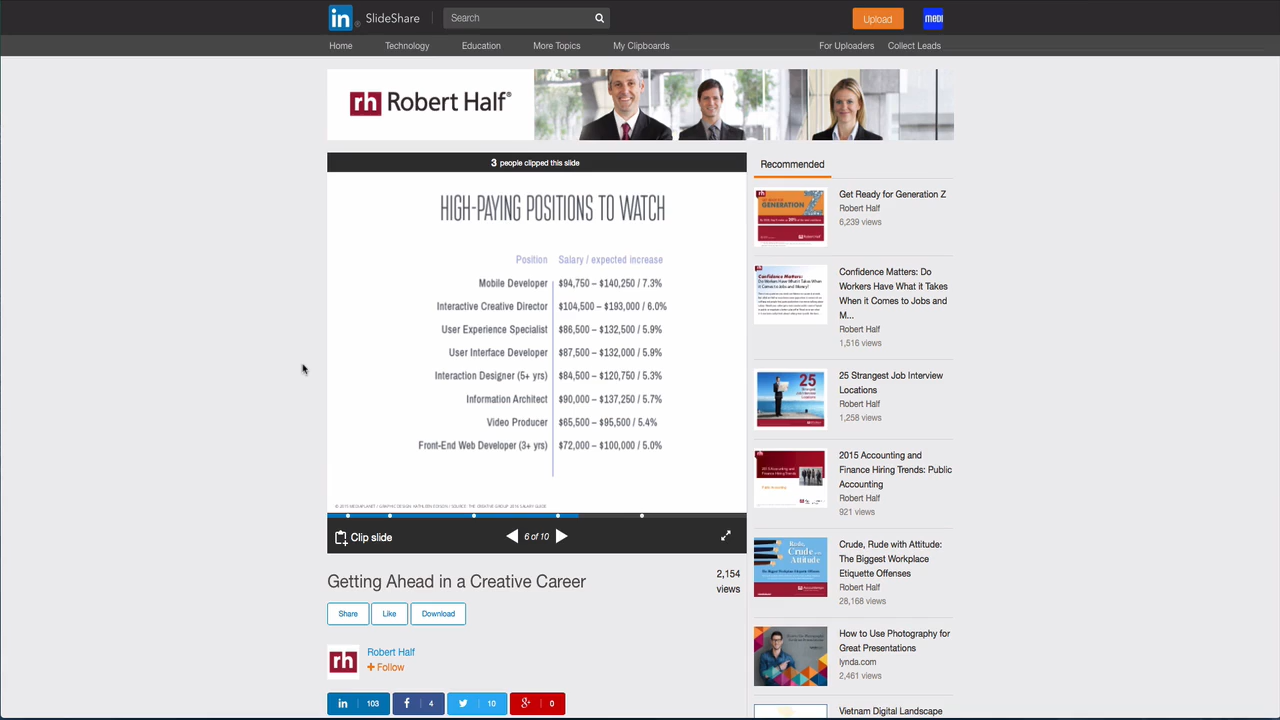 in SlideShare
Search
Upload
MEDI
Home
Technology
Education
More Topics
My Clipboards
For Uploaders
Collect Leads
rh Robert Half®
3 people clipped this slide
HIGH-PAYING POSITIONS TO WATCH
Position Salary / expected increase
Mobile Developer $94,750 – $140,250 / 7.3%
Interactive Creative Director $104,500 – $193,000 / 6.0%
User Experience Specialist $86,500 – $132,500 / 5.9%
User Interface Developer $87,500 – $132,000 / 5.9%
Interaction Designer (5+ yrs) $84,500 – $120,750 / 5.3%
Information Architect $90,000 – $137,250 / 5.7%
Video Producer $65,500 – $95,500 / 5.4%
Front-End Web Developer (3+ yrs) $72,000 – $100,000 / 5.0%
Clip slide
6 of 10
Getting Ahead in a Creative Career
2,154
views
Share
Like
Download
rh
Robert Half
+ Follow
in 103
f 4
10
g+ 0
Recommended
Get Ready for Generation Z
Robert Half
6,239 views
Confidence Matters: Do
Workers Have What it Takes
When it Comes to Jobs and
M...
Robert Half
1,516 views
25
25 Strangest Job Interview
Locations
Robert Half
1,258 views
2015 Accounting and
Finance Hiring Trends: Public
Accounting
Robert Half
921 views
Crude, Rude with Attitude:
The Biggest Workplace
Etiquette Offenses
Robert Half
28,168 views
How to Use Photography for
Great Presentations
lynda.com
2,461 views
Vietnam Digital Landscape